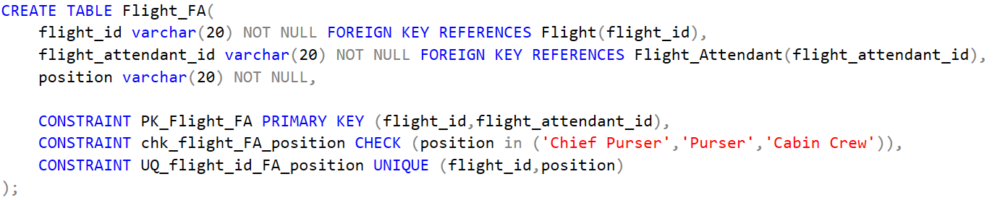 CREATE TABLE Flight_FA(
flight_id varchar(20) NOT NULL FOREIGN KEY REFERENCES Flight(flight_id),
flight_attendant_id varchar(20) NOT NULL FOREIGN KEY REFERENCES Flight_Attendant(flight_attendant_id),
position varchar(20) NOT NULL,
CONSTRAINT PK_Flight_FA PRIMARY KEY (flight_id,flight_attendant_id),
CONSTRAINT chk_flight_FA_position CHECK (position in ('Chief Purser','Purser','Cabin Crew')),
CONSTRAINT UQ_flight_id_FA_position UNIQUE (flight_id,position)
);